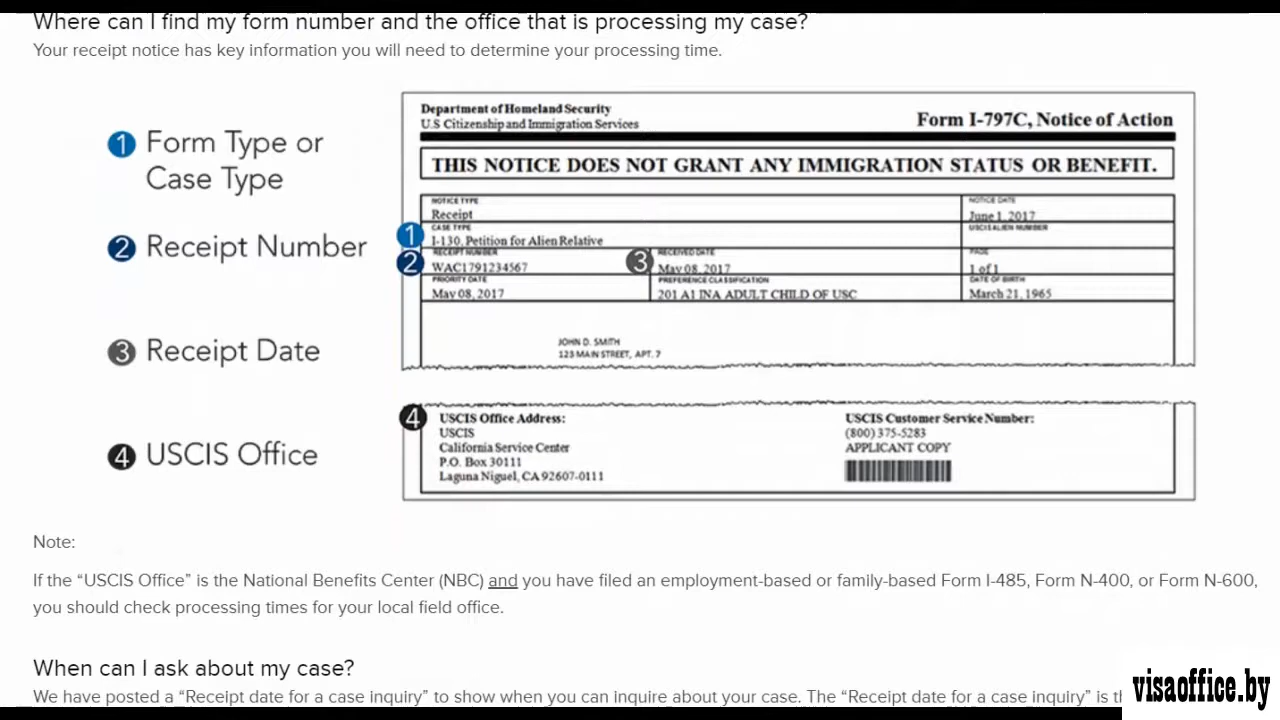 Where can I find my form number and the office that is processing my case?
Your receipt notice has key information you will need to determine your processing time.
1 Form Type or
Case Type
2 Receipt Number
3 Receipt Date
4 USCIS Office
Department of Homeland Security
U.S Citizenship and Immigration Services
Form I-797C, Notice of Action
THIS NOTICE DOES NOT GRANT ANY IMMIGRATION STATUS OR BENEFIT.
NOTICE TYPE
Receipt
NOTICE DATE
June 1, 2017
1
CASE TYPE
I-130, Petition for Alien Relative
USCIS ALIEN NUMBER
2
RECEIPT NUMBER
WAC1791234567
3
RECEIVED DATE
May 08, 2017
PAGE
1 of 1
PRIORITY DATE
May 08, 2017
PREFERENCE CLASSIFICATION
201 A1 INA ADULT CHILD OF USC
DATE OF BIRTH
March 21, 1965
JOHN D. SMITH
123 MAIN STREET, APT. 7
4
USCIS Office Address:
USCIS
California Service Center
P.O. Box 30111
Laguna Niguel, CA 92607-0111
USCIS Customer Service Number:
(800) 375-5283
APPLICANT COPY
Note:
If the “USCIS Office” is the National Benefits Center (NBC) and you have filed an employment-based or family-based Form I-485, Form N-400, or Form N-600,
you should check processing times for your local field office.
When can I ask about my case?
We have posted a “Receipt date for a case inquiry” to show when you can inquire about your case. The “Receipt date for a case inquiry” is
visaoffice.by